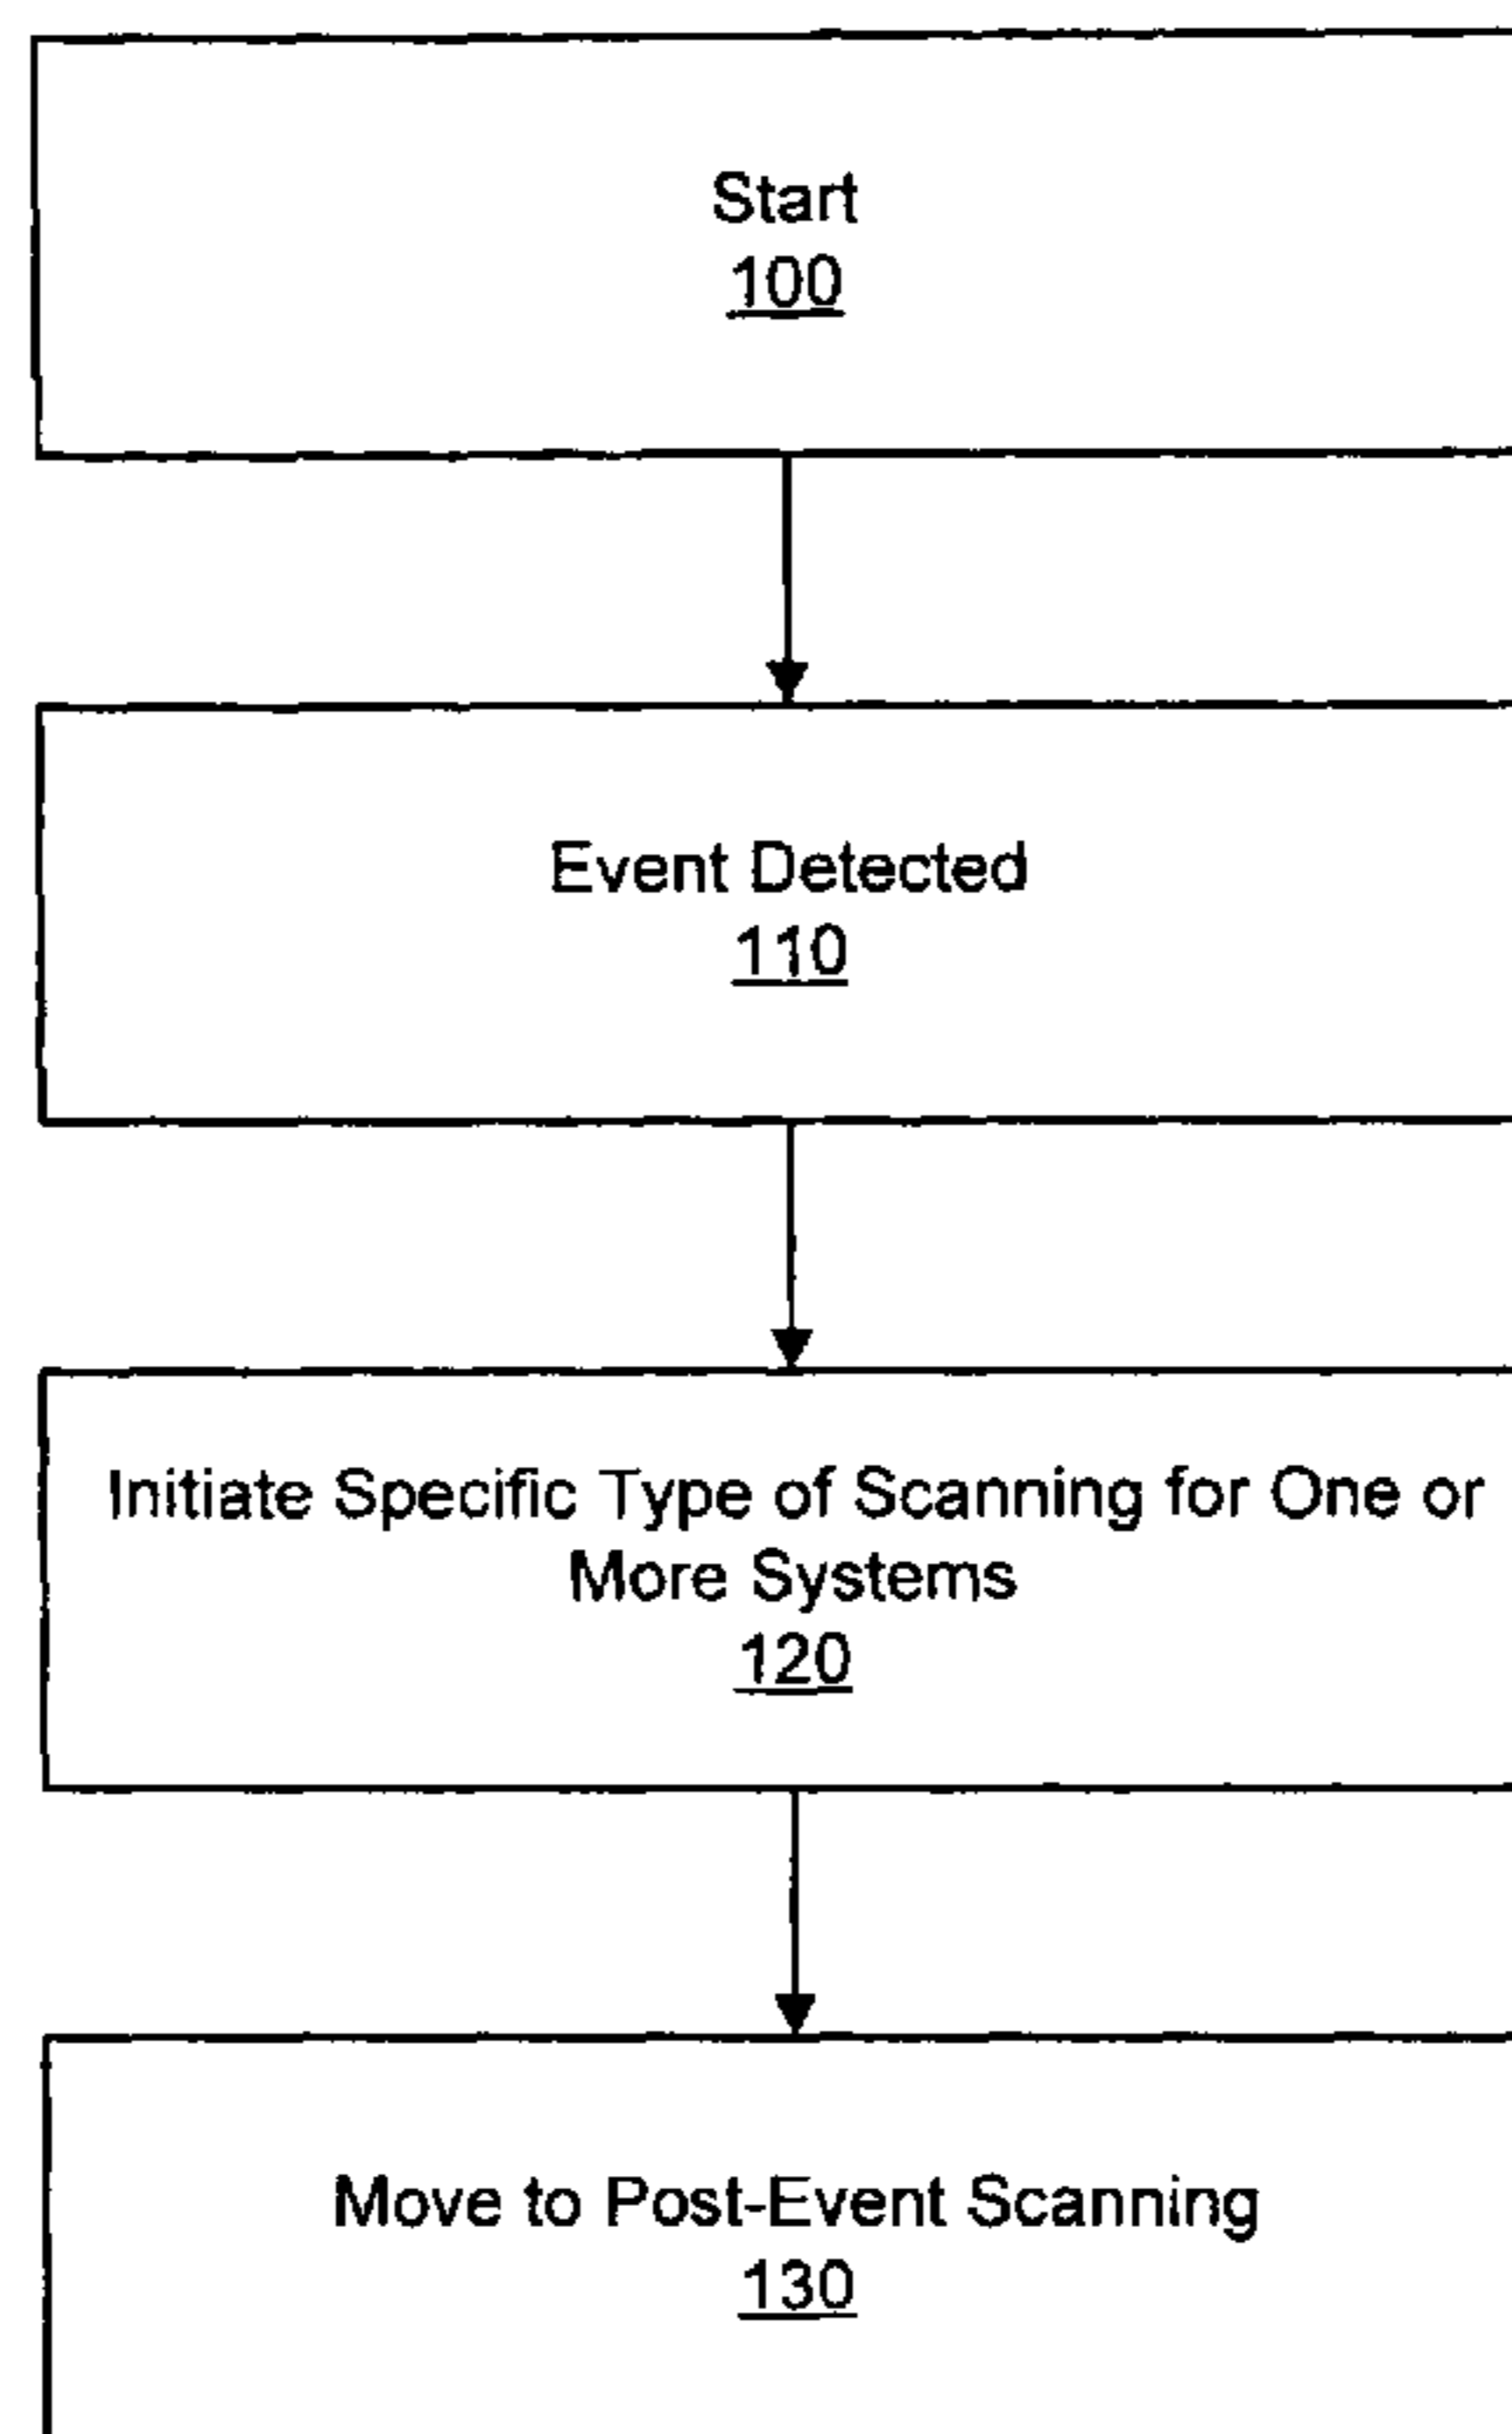 Start
100
Event Detected
110
Initiate Specific Type of Scanning for One or
More Systems
120
Move to Post-Event Scanning
130